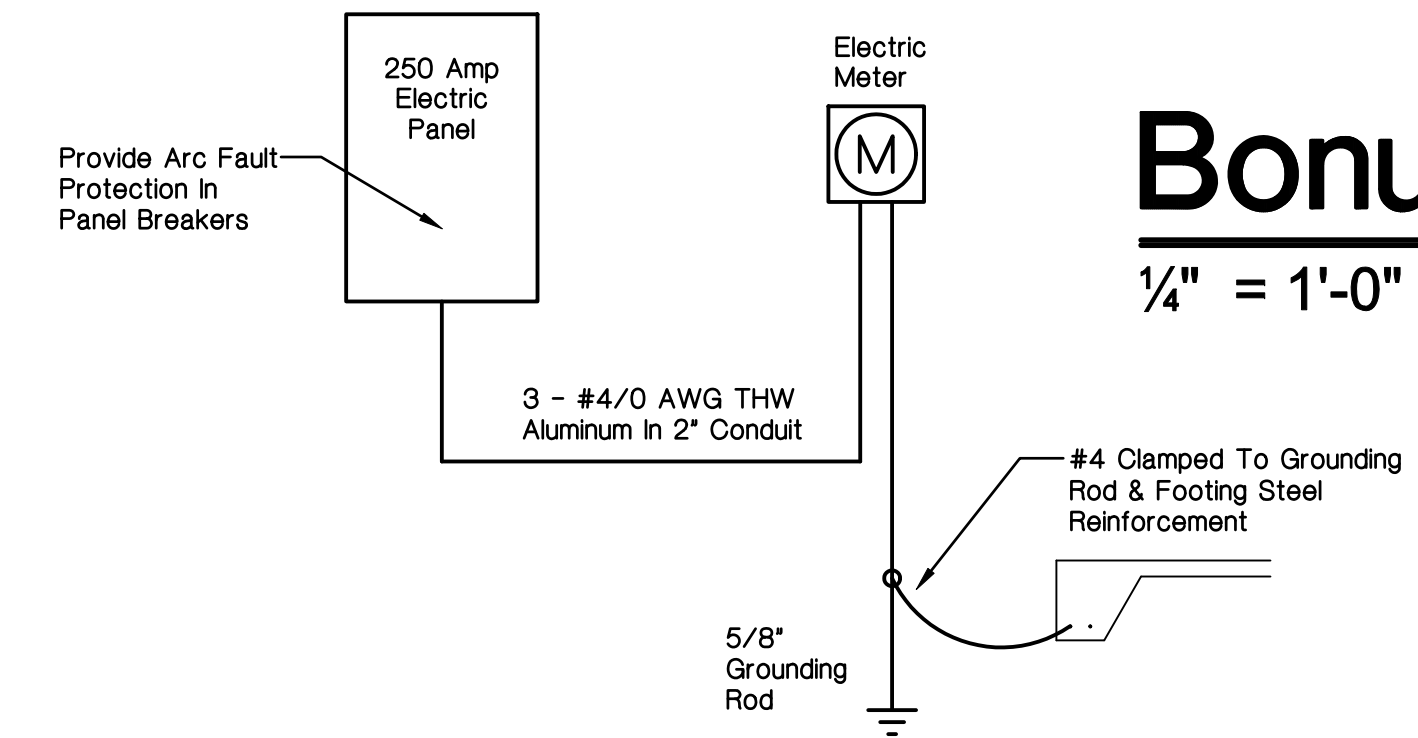 250 Amp
Electric
Panel
Provide Arc Fault
Protection In
Panel Breakers
Electric
Meter
M
3 - #4/0 AWG THW
Aluminum In 2" Conduit
#4 Clamped To Grounding
Rod & Footing Steel
Reinforcement
5/8"
Grounding
Rod
¼" = 1'-0"